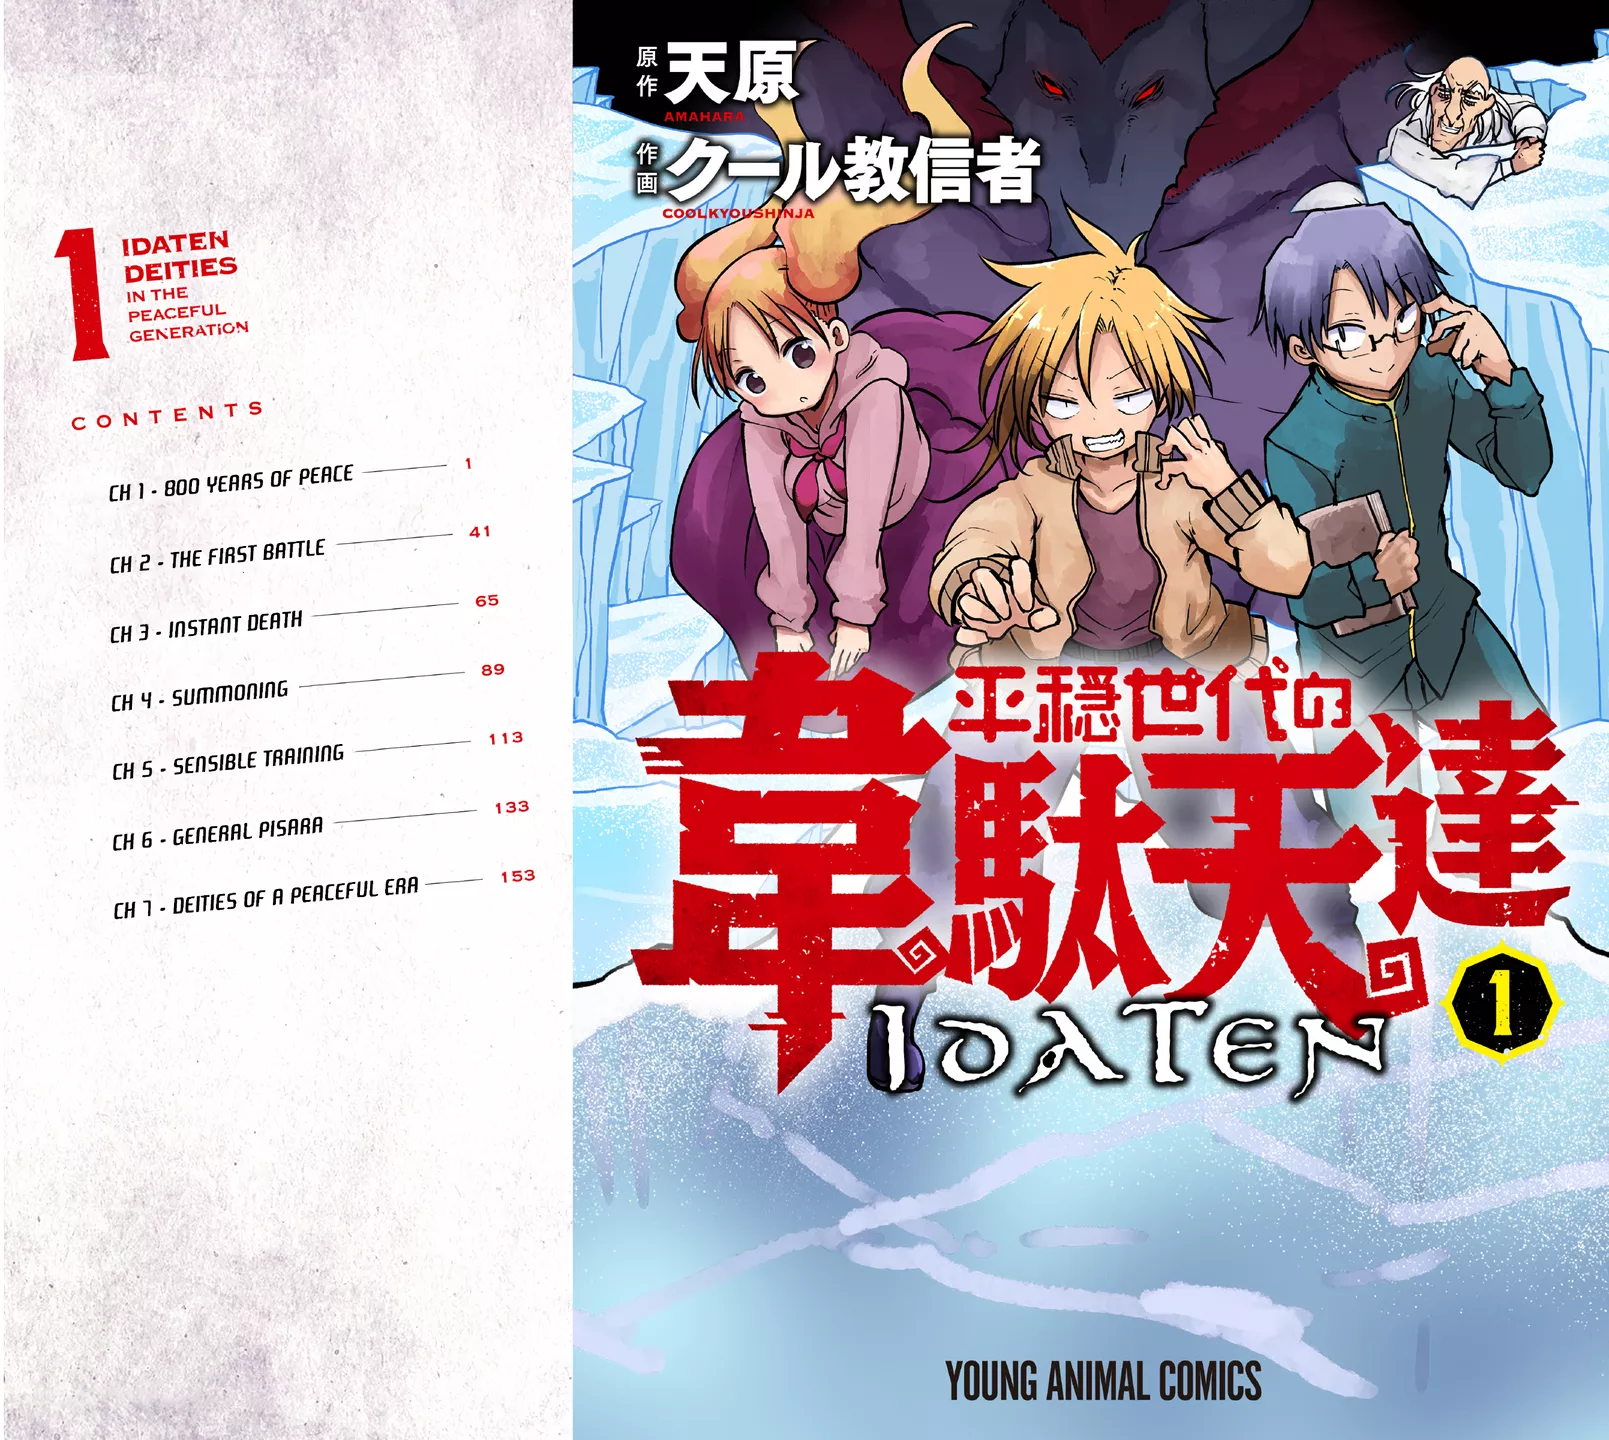 1
IDATEN
DEITIES
IN THE
PEACEFUL
GENERATION
CONTENTS
CH 1 - 800 YEARS OF PEACE 1
CH 2 - THE FIRST BATTLE 41
CH 3 - INSTANT DEATH 65
CH 4 - SUMMONING 89
CH 5 - SENSIBLE TRAINING 113
CH 6 - GENERAL PISARA 133
CH 7 - DEITIES OF A PEACEFUL ERA 153
原作 天原
AMAHARA
作画 クール教信者
COOLKYOUSHINJA
平穏世代の
韋駄天達
IDATEN
1
YOUNG ANIMAL COMICS